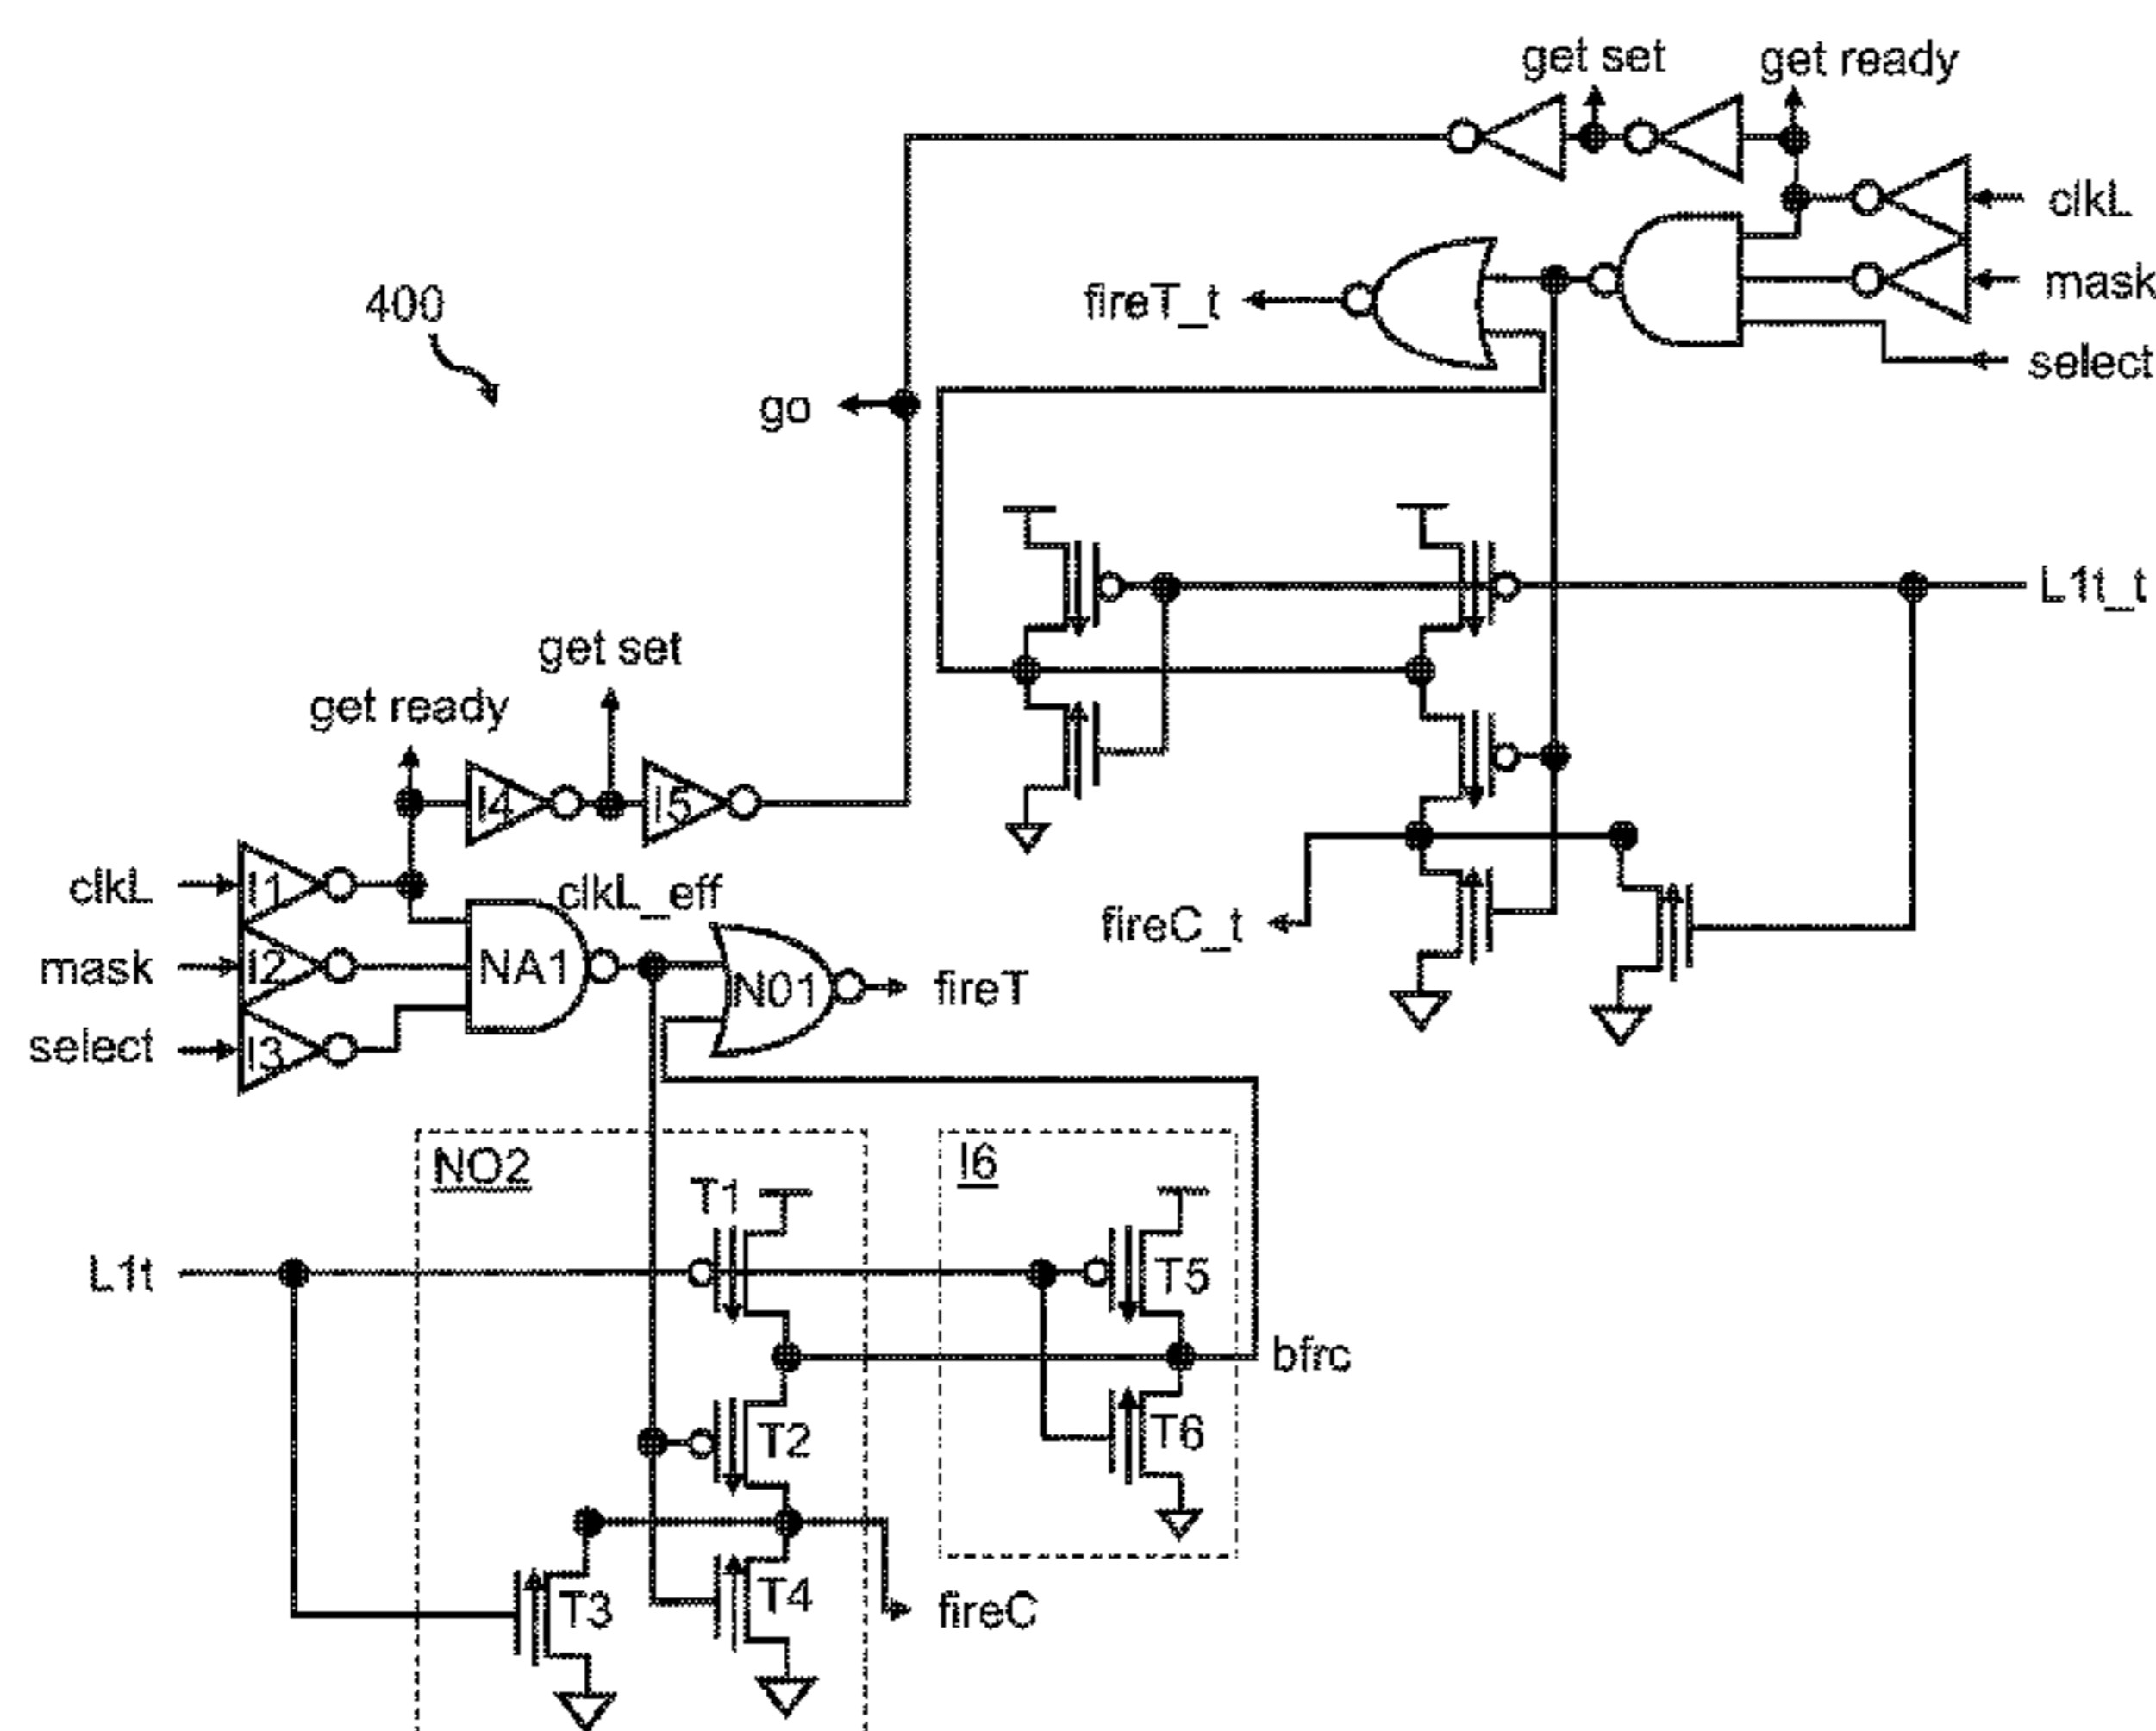 get set
get ready
clkL
mask
select
fireT_t
400
go
L1t_t
get set
get ready
I4
I5
clkL
I1
clkL_eff
mask
I2
NA1
N01
fireT
select
I3
fireC_t
NO2
I6
T1
L1t
T5
bfrc
T2
T6
T3
T4
fireC